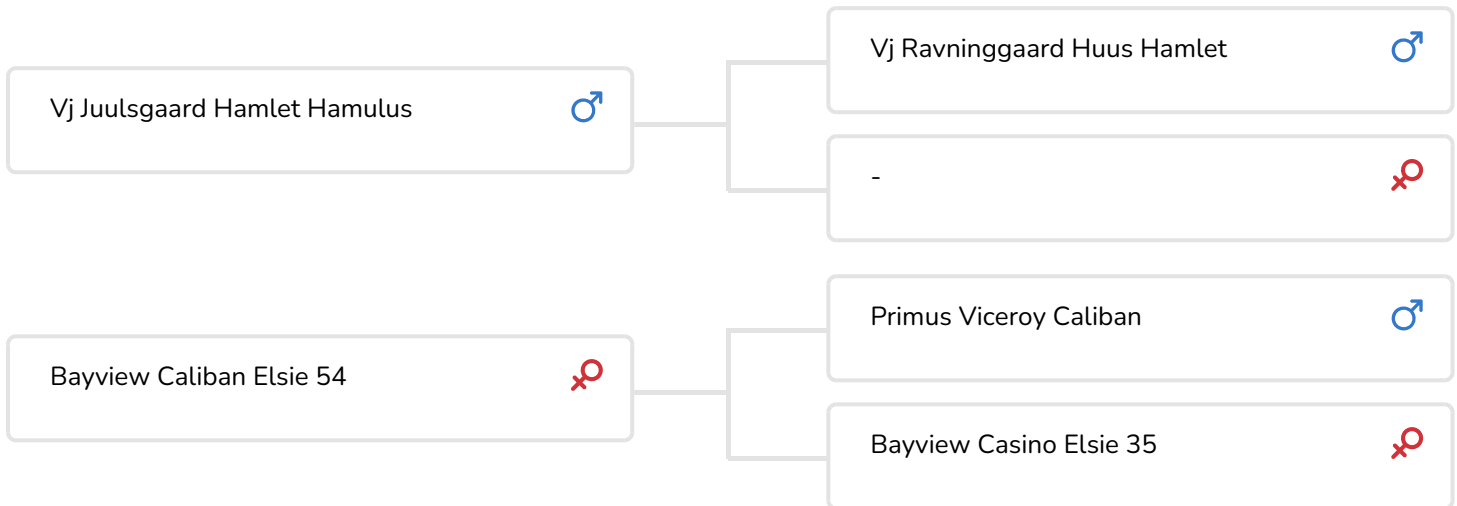 Vj Ravninggaard Huus Hamlet
Vj Juulsgaard Hamlet Hamulus
-
Primus Viceroy Caliban
Bayview Caliban Elsie 54
Bayview Casino Elsie 35